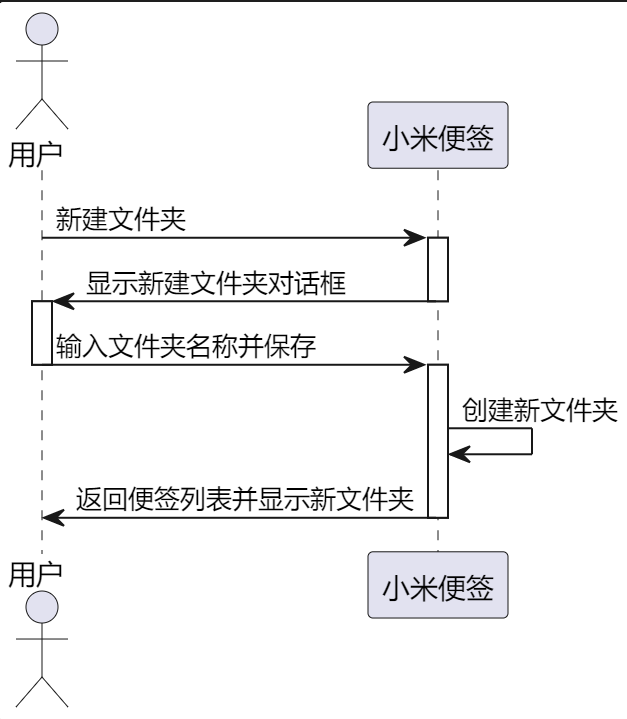 用户
小米便签
新建文件夹
显示新建文件夹对话框
输入文件夹名称并保存
创建新文件夹
返回便签列表并显示新文件夹
用户
小米便签